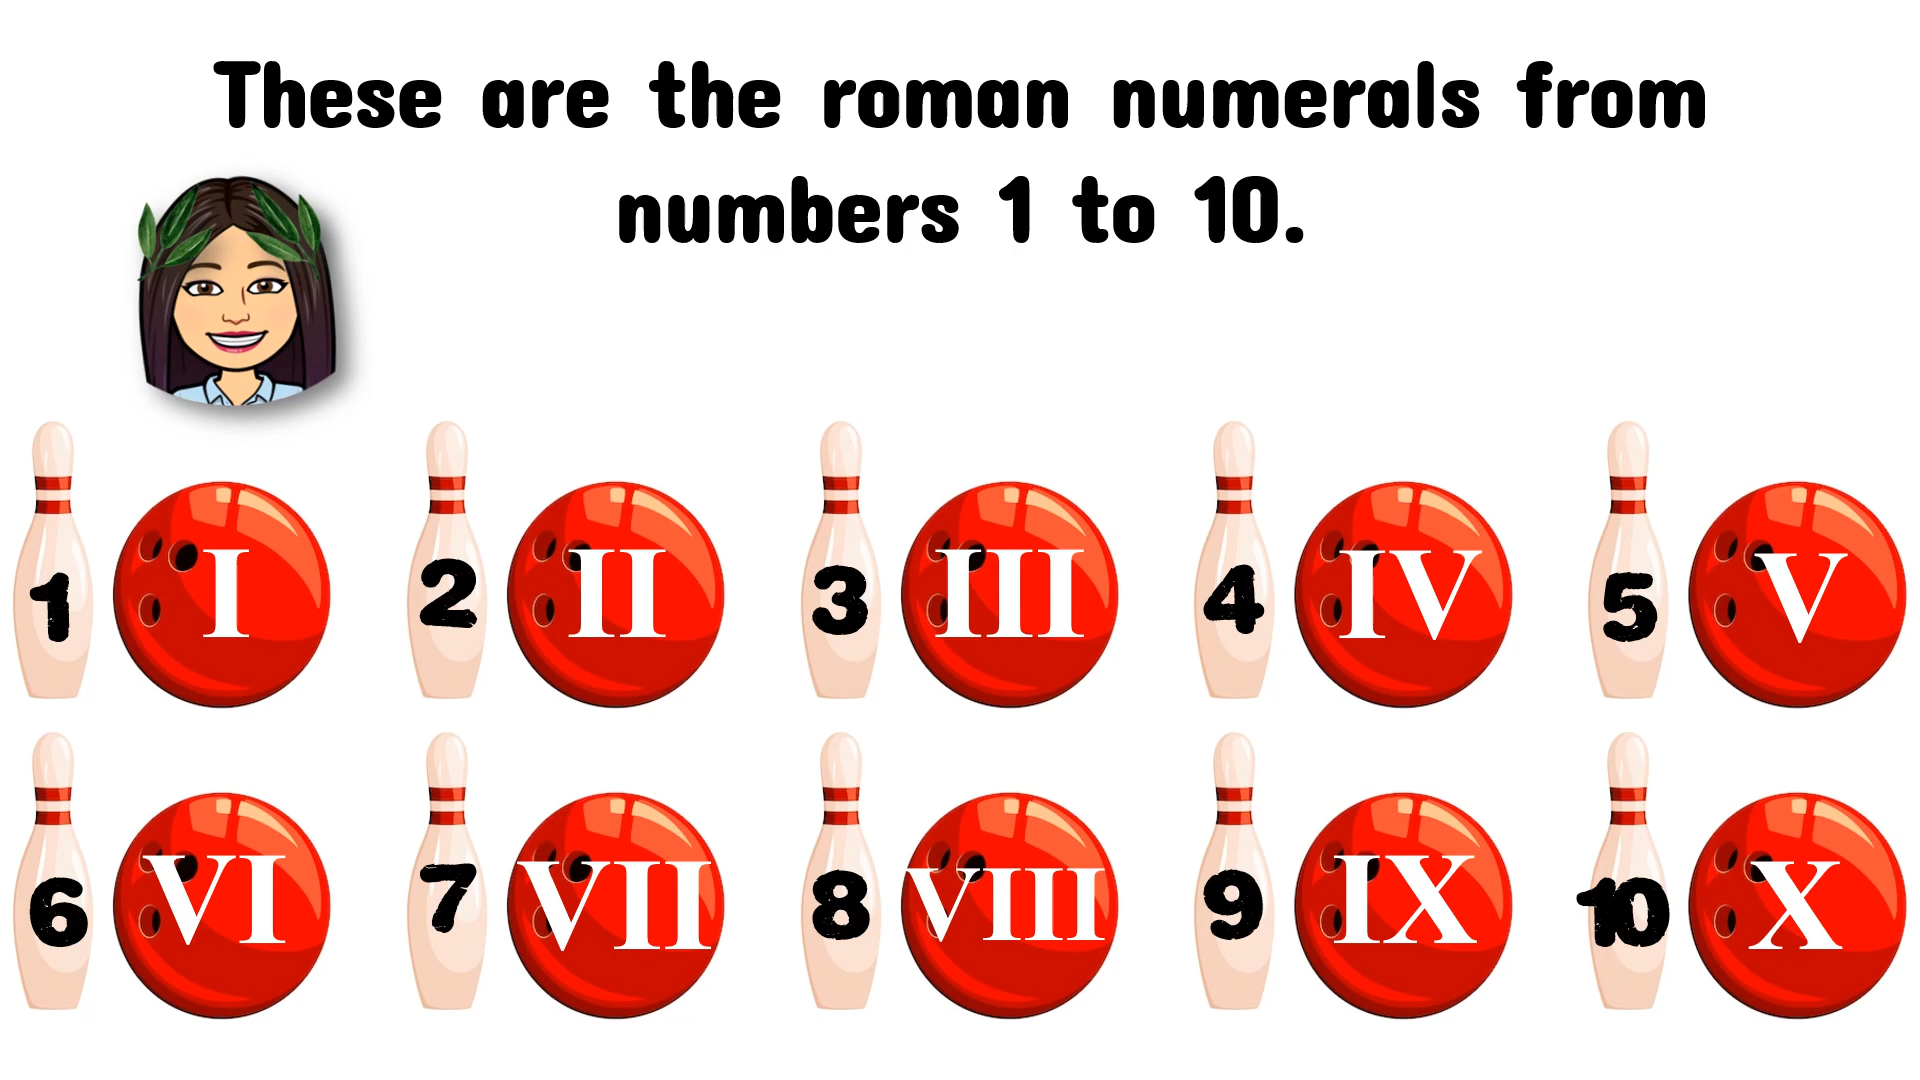 These are the roman numerals from
numbers 1 to 10.
1 I 2 II 3 III 4 IV 5 V
6 VI 7 VII 8 VIII 9 IX 10 X